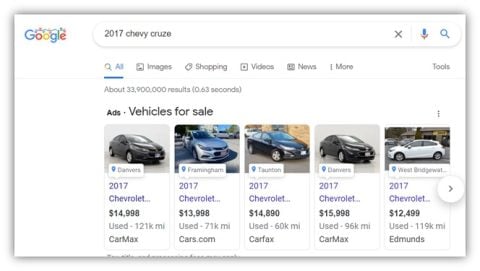 Google
2017 chevy cruze
All Images Shopping Videos News More Tools
About 33,900,000 results (0.63 seconds)
Ads · Vehicles for sale
Danvers Framingham Taunton Danvers West Bridgewat...
2017 2017 2017 2017 2017
Chevrolet... Chevrolet... Chevrolet... Chevrolet... Chevrolet...
$14,998 $13,998 $14,890 $15,998 $12,499
Used - 121k mi Used - 71k mi Used - 60k mi Used - 96k mi Used - 119k mi
CarMax Cars.com Carfax CarMax Edmunds